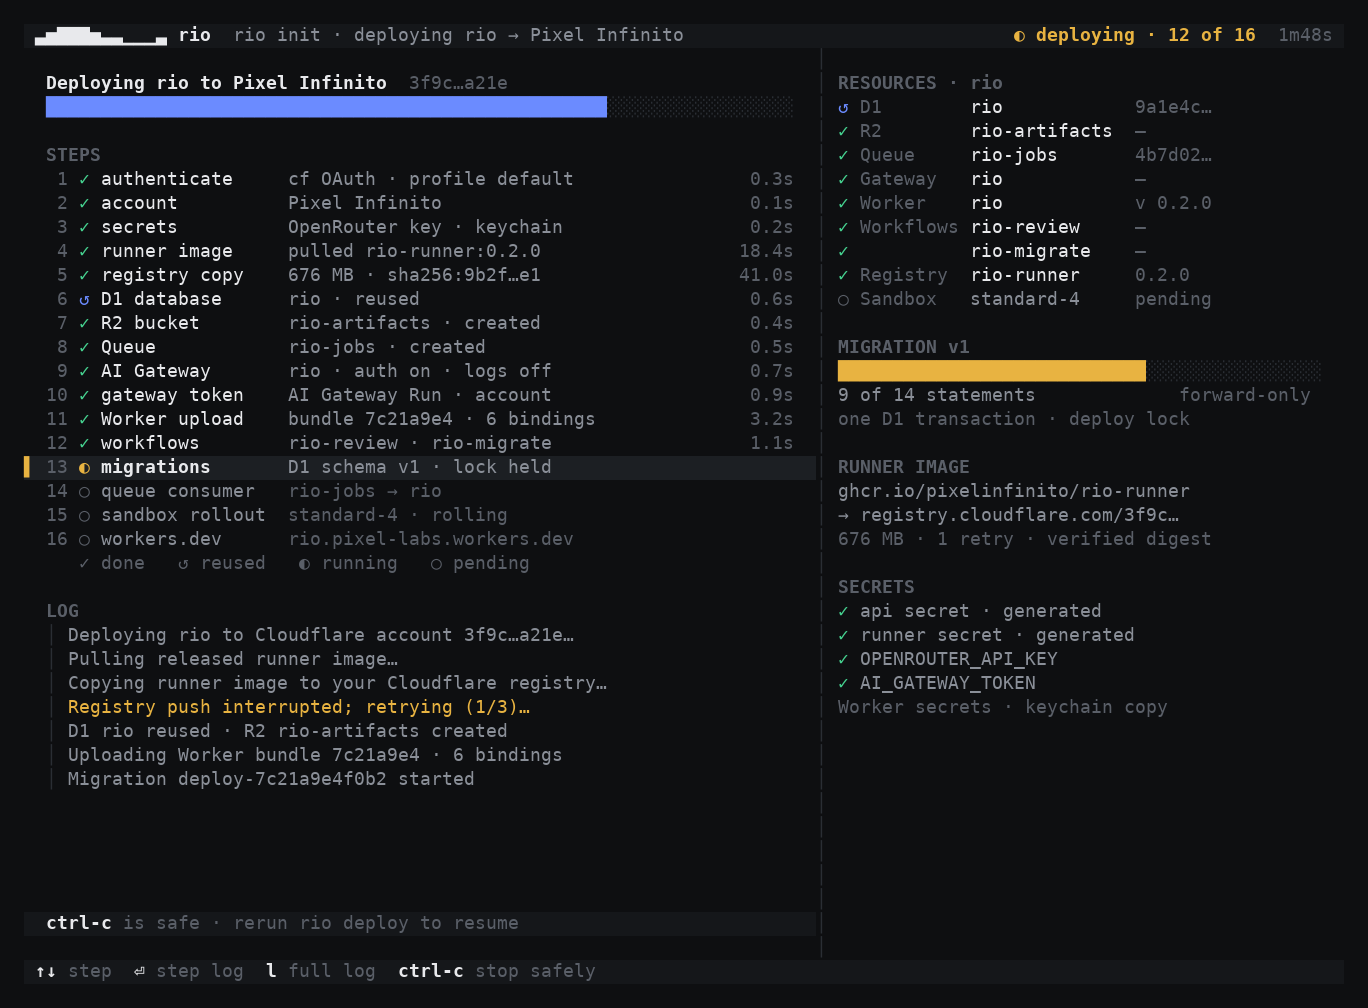 rio rio init · deploying rio → Pixel Infinito ◐ deploying · 12 of 16 1m48s
Deploying rio to Pixel Infinito 3f9c…a21e
STEPS
1 ✓ authenticate cf OAuth · profile default 0.3s
2 ✓ account Pixel Infinito 0.1s
3 ✓ secrets OpenRouter key · keychain 0.2s
4 ✓ runner image pulled rio-runner:0.2.0 18.4s
5 ✓ registry copy 676 MB · sha256:9b2f…e1 41.0s
6 ↺ D1 database rio · reused 0.6s
7 ✓ R2 bucket rio-artifacts · created 0.4s
8 ✓ Queue rio-jobs · created 0.5s
9 ✓ AI Gateway rio · auth on · logs off 0.7s
10 ✓ gateway token AI Gateway Run · account 0.9s
11 ✓ Worker upload bundle 7c21a9e4 · 6 bindings 3.2s
12 ✓ workflows rio-review · rio-migrate 1.1s
13 ◐ migrations D1 schema v1 · lock held
14 ○ queue consumer rio-jobs → rio
15 ○ sandbox rollout standard-4 · rolling
16 ○ workers.dev rio.pixel-labs.workers.dev
✓ done ↺ reused ◐ running ○ pending
LOG
Deploying rio to Cloudflare account 3f9c…a21e…
Pulling released runner image…
Copying runner image to your Cloudflare registry…
Registry push interrupted; retrying (1/3)…
D1 rio reused · R2 rio-artifacts created
Uploading Worker bundle 7c21a9e4 · 6 bindings
Migration deploy-7c21a9e4f0b2 started
ctrl-c is safe · rerun rio deploy to resume
RESOURCES · rio
↺ D1 rio 9a1e4c…
✓ R2 rio-artifacts —
✓ Queue rio-jobs 4b7d02…
✓ Gateway rio —
✓ Worker rio v 0.2.0
✓ Workflows rio-review —
✓ rio-migrate —
✓ Registry rio-runner 0.2.0
○ Sandbox standard-4 pending
MIGRATION v1
9 of 14 statements forward-only
one D1 transaction · deploy lock
RUNNER IMAGE
ghcr.io/pixelinfinito/rio-runner
→ registry.cloudflare.com/3f9c…
676 MB · 1 retry · verified digest
SECRETS
✓ api secret · generated
✓ runner secret · generated
✓ OPENROUTER_API_KEY
✓ AI_GATEWAY_TOKEN
Worker secrets · keychain copy
↑↓ step ⏎ step log l full log ctrl-c stop safely